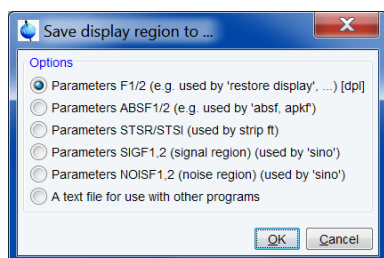 Save display region to ...
Options
Parameters F1/2 (e.g. used by 'restore display', ...) [dpl]
Parameters ABSF1/2 (e.g. used by 'absf, apkf')
Parameters STSR/STSI (used by strip ft)
Parameters SIGF1,2 (signal region) (used by 'sino')
Parameters NOISF1,2 (noise region) (used by 'sino')
A text file for use with other programs
OK Cancel